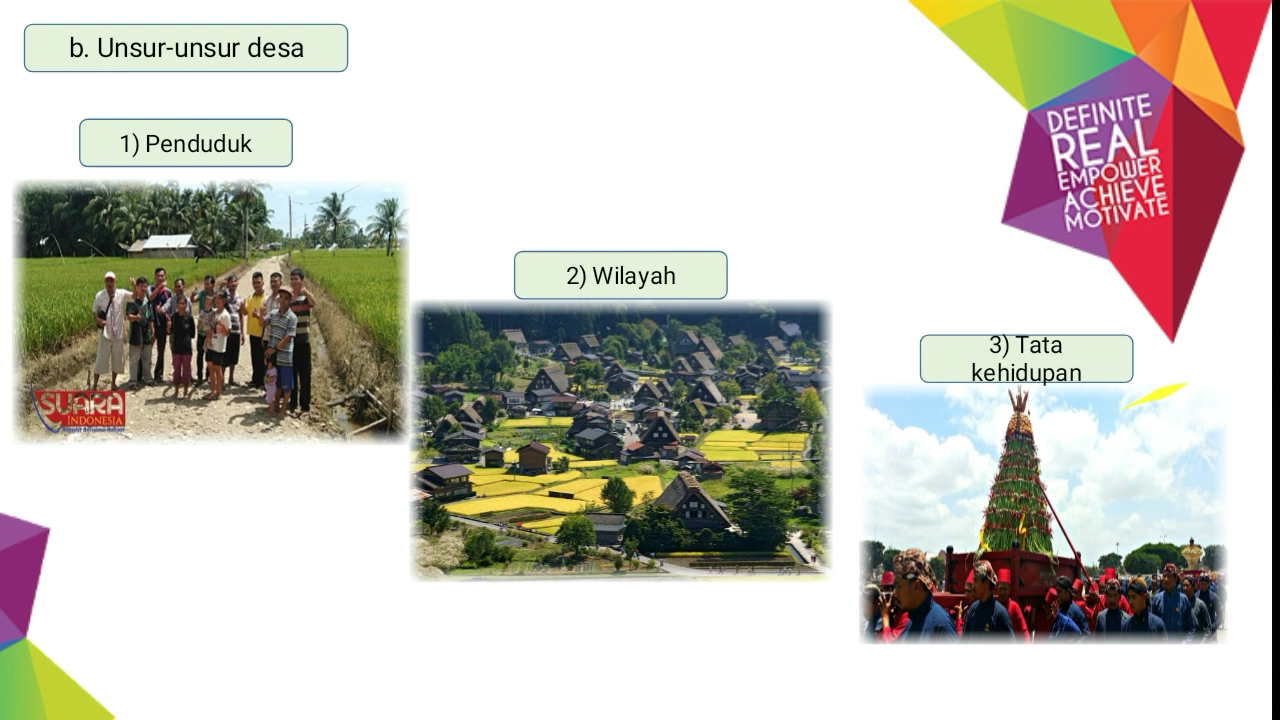 b. Unsur-unsur desa
1) Penduduk
2) Wilayah
3) Tata
kehidupan
DEFINITE
REAL
EMPOWER
ACHIEVE
MOTIVATE
SUARA
INDONESIA